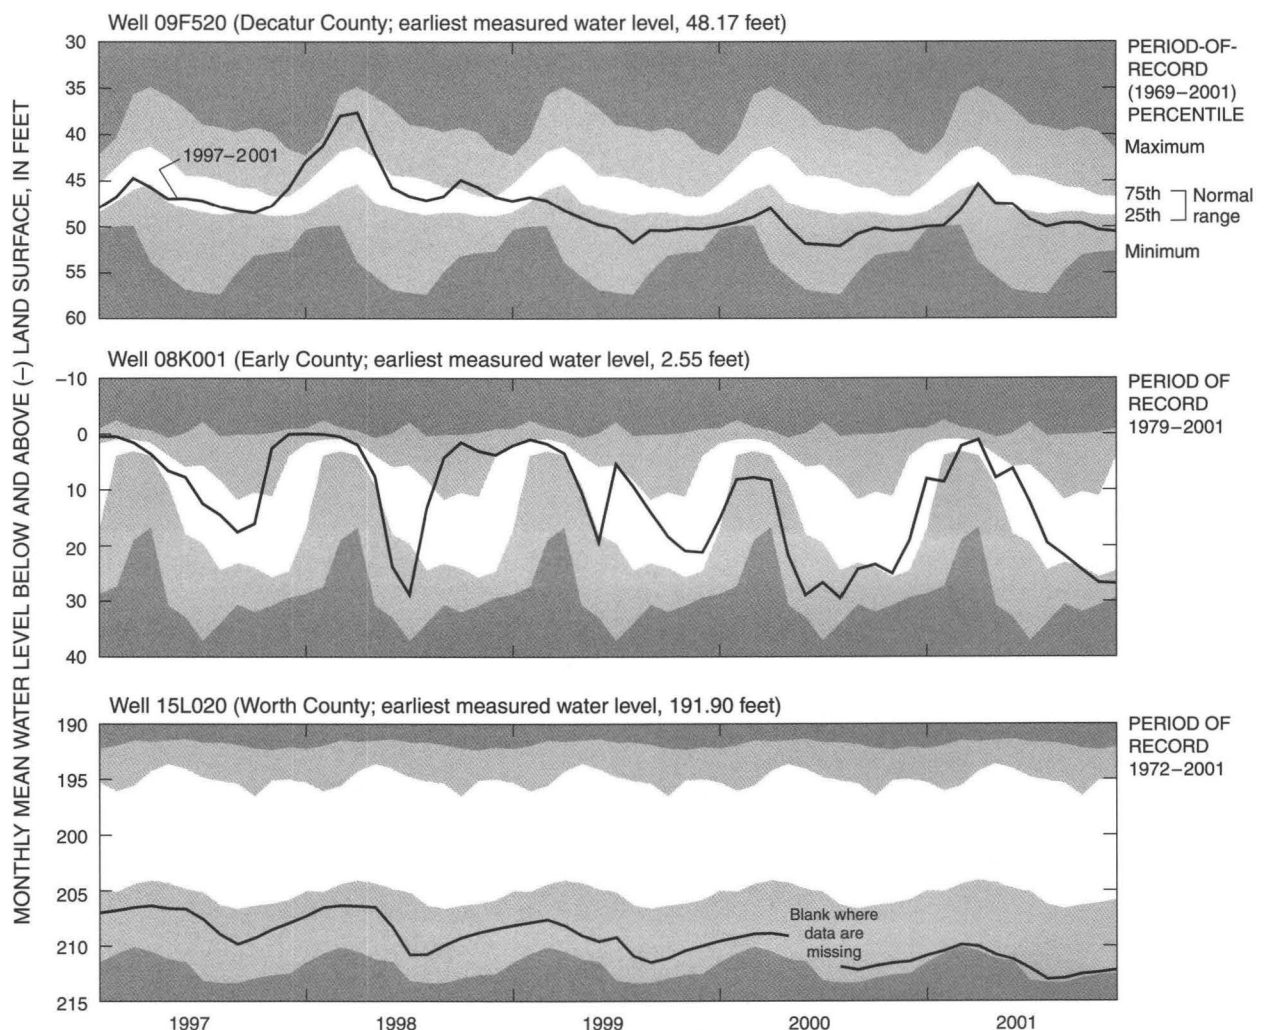 MONTHLY MEAN WATER LEVEL BELOW AND ABOVE (–) LAND SURFACE, IN FEET
Well 09F520 (Decatur County; earliest measured water level, 48.17 feet)
30
35
40
45
50
55
60
1997–2001
PERIOD-OF-
RECORD
(1969–2001)
PERCENTILE
Maximum
75th
25th
Normal
range
Minimum
Well 08K001 (Early County; earliest measured water level, 2.55 feet)
–10
0
10
20
30
40
PERIOD OF
RECORD
1979–2001
Well 15L020 (Worth County; earliest measured water level, 191.90 feet)
190
195
200
205
210
215
Blank where
data are
missing
PERIOD OF
RECORD
1972–2001
1997 1998 1999 2000 2001